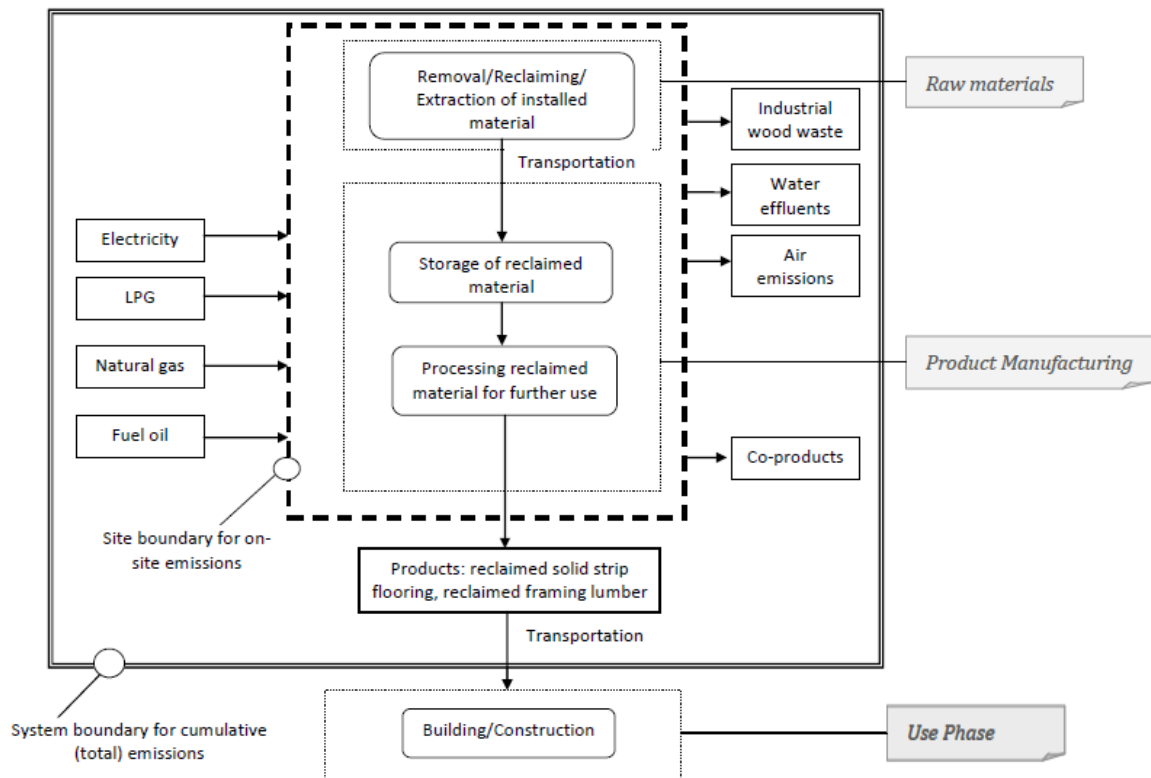 Removal/Reclaiming/
Extraction of installed
material
Raw materials
Industrial
wood waste
Transportation
Water
effluents
Electricity
Storage of reclaimed
material
Air
emissions
LPG
Natural gas
Processing reclaimed
material for further use
Product Manufacturing
Fuel oil
Co-products
Site boundary for on-
site emissions
Products: reclaimed solid strip
flooring, reclaimed framing lumber
Transportation
System boundary for cumulative
(total) emissions
Building/Construction
Use Phase